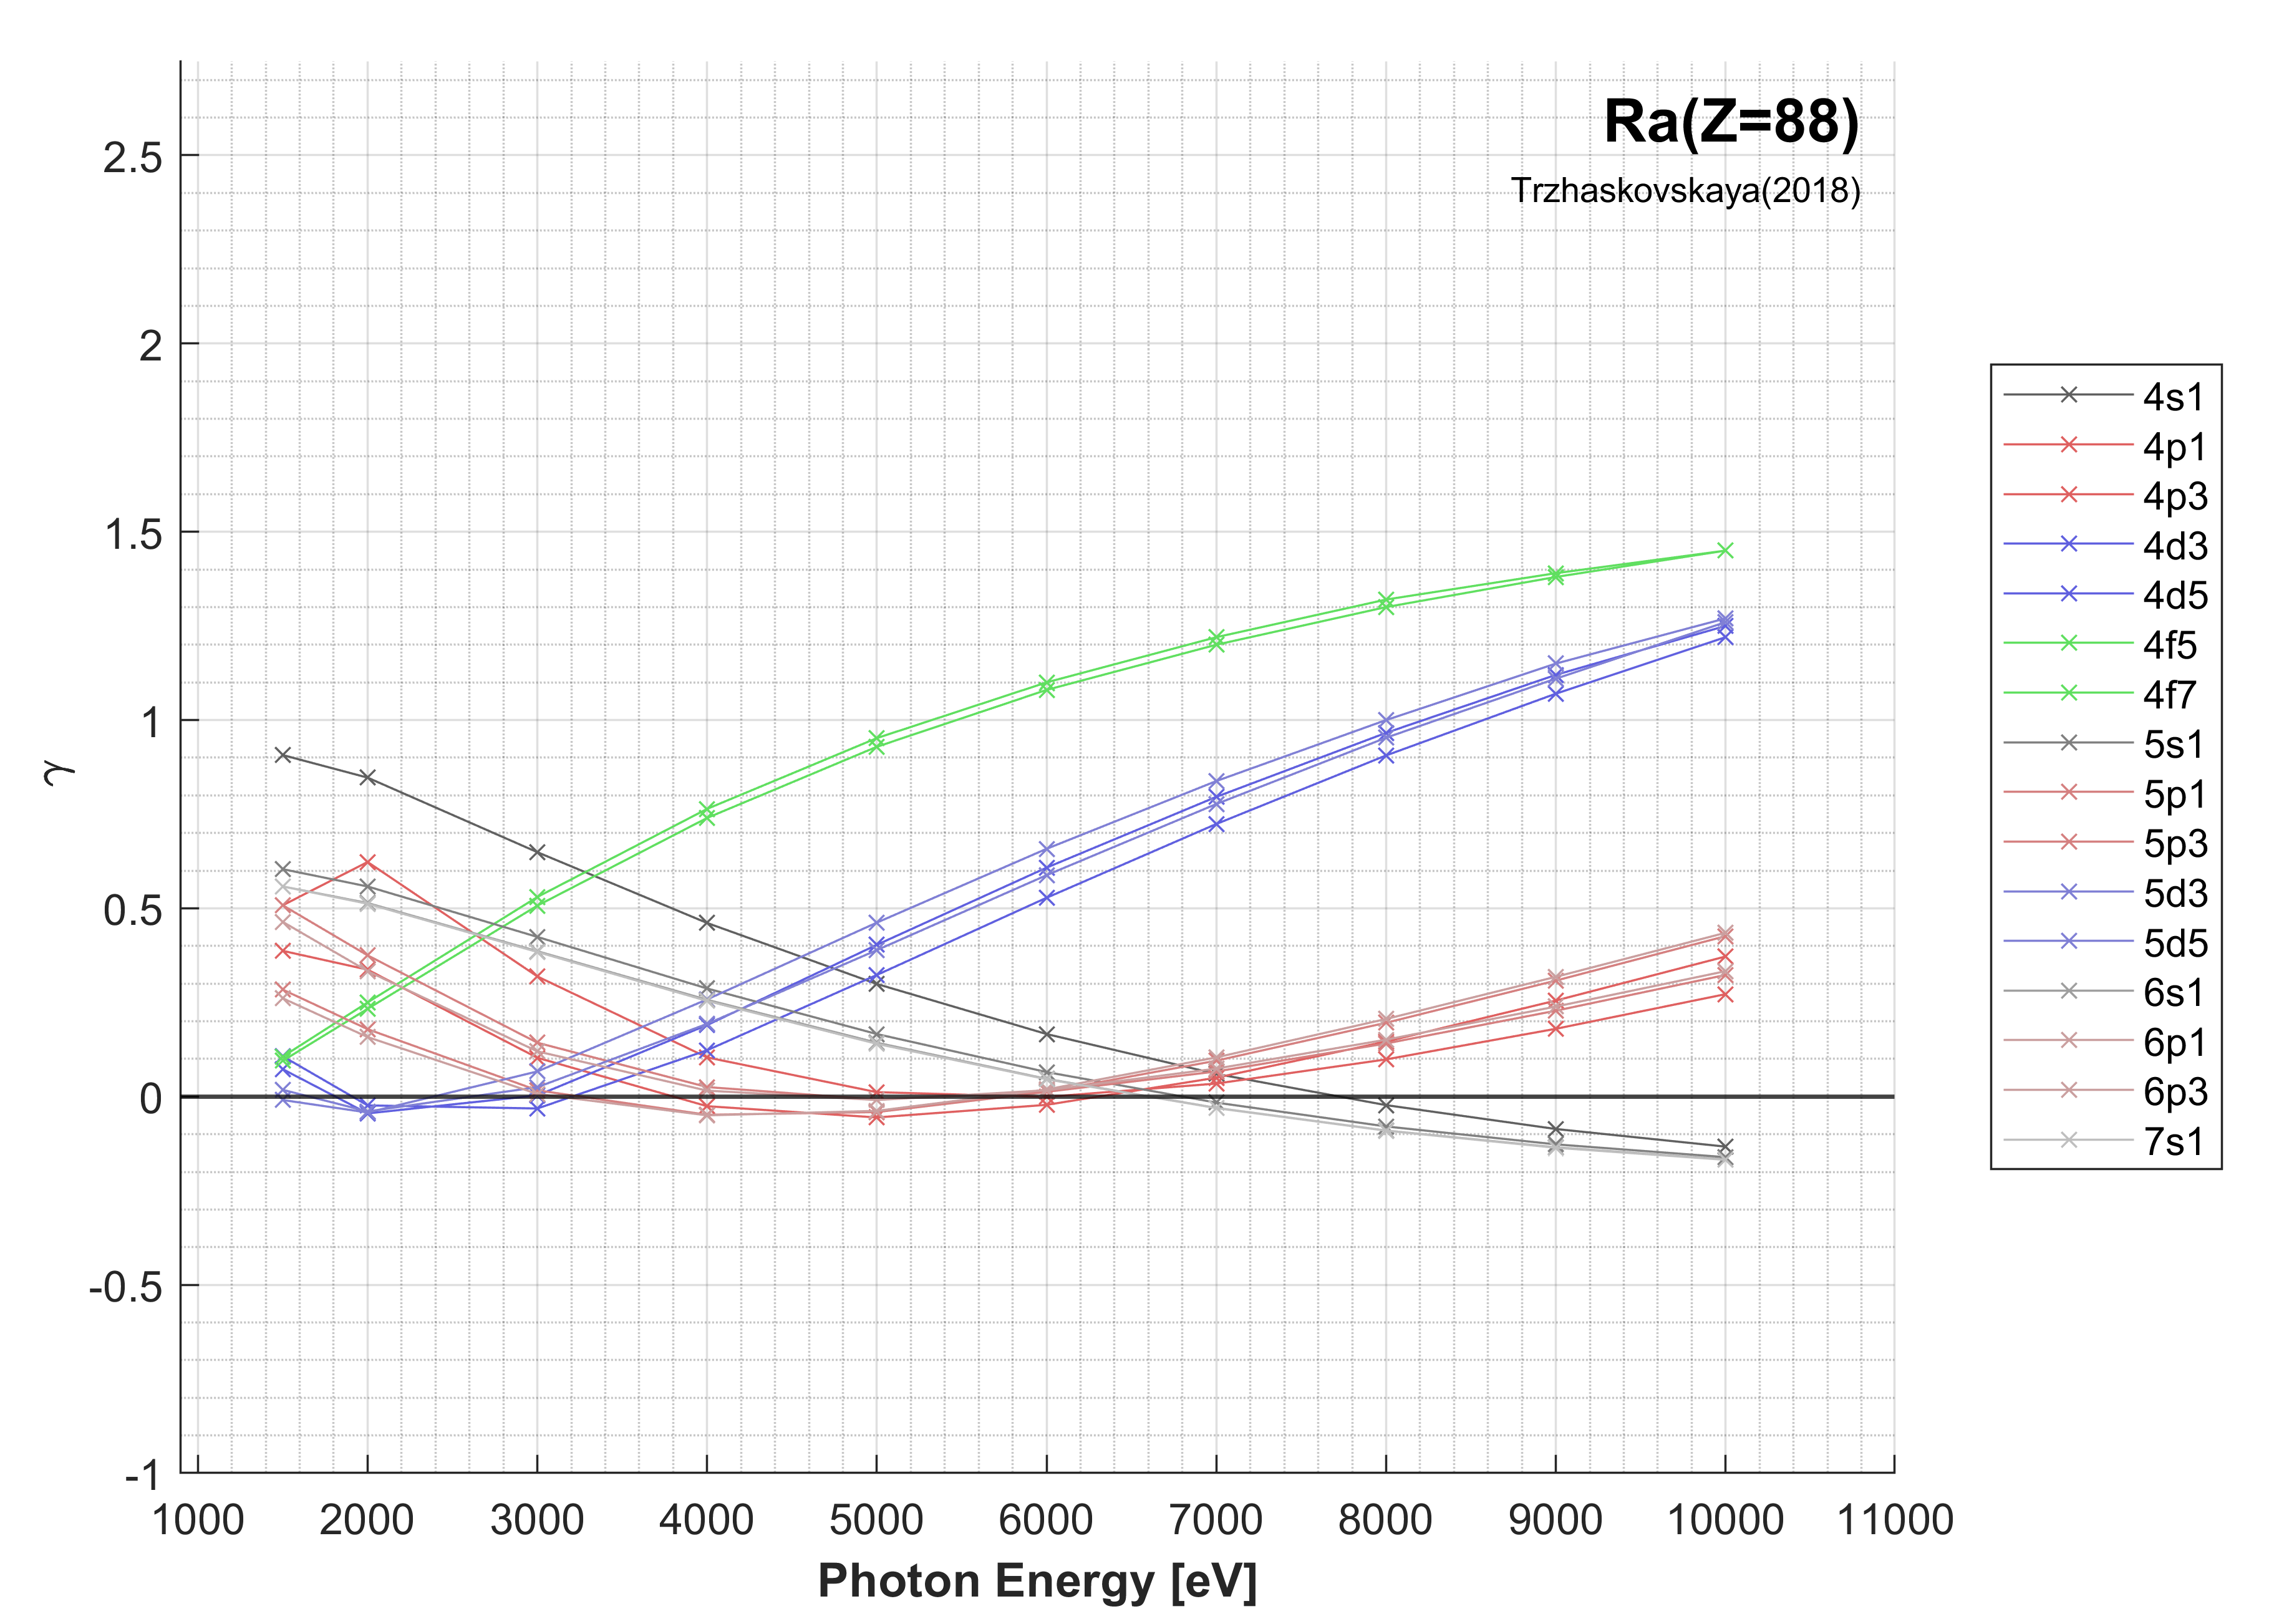 Ra(Z=88)
Trzhaskovskaya(2018)
2.5
2
1.5
1
0.5
0
-0.5
-1
γ
1000 2000 3000 4000 5000 6000 7000 8000 9000 10000 11000
Photon Energy [eV]
4s1
4p1
4p3
4d3
4d5
4f5
4f7
5s1
5p1
5p3
5d3
5d5
6s1
6p1
6p3
7s1